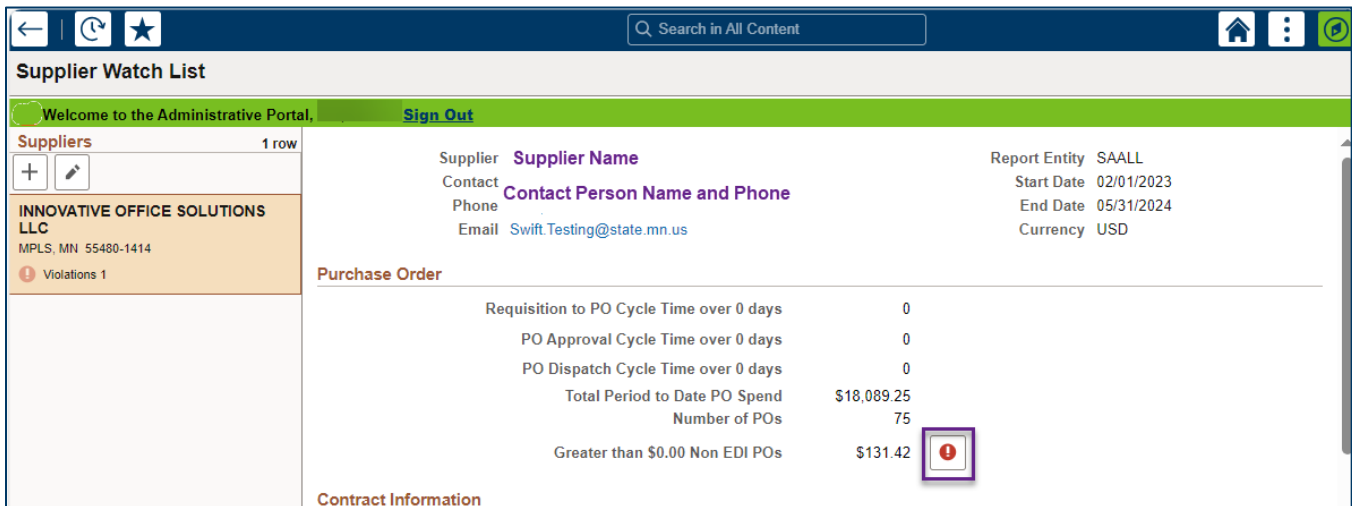 Search in All Content
Supplier Watch List
Welcome to the Administrative Portal, Sign Out
Suppliers 1 row
INNOVATIVE OFFICE SOLUTIONS
LLC
MPLS, MN 55480-1414
Violations 1
Supplier Supplier Name
Contact Contact Person Name and Phone
Phone
Email Swift.Testing@state.mn.us
Report Entity SAALL
Start Date 02/01/2023
End Date 05/31/2024
Currency USD
Purchase Order
Requisition to PO Cycle Time over 0 days 0
PO Approval Cycle Time over 0 days 0
PO Dispatch Cycle Time over 0 days 0
Total Period to Date PO Spend $18,089.25
Number of POs 75
Greater than $0.00 Non EDI POs $131.42
Contract Information